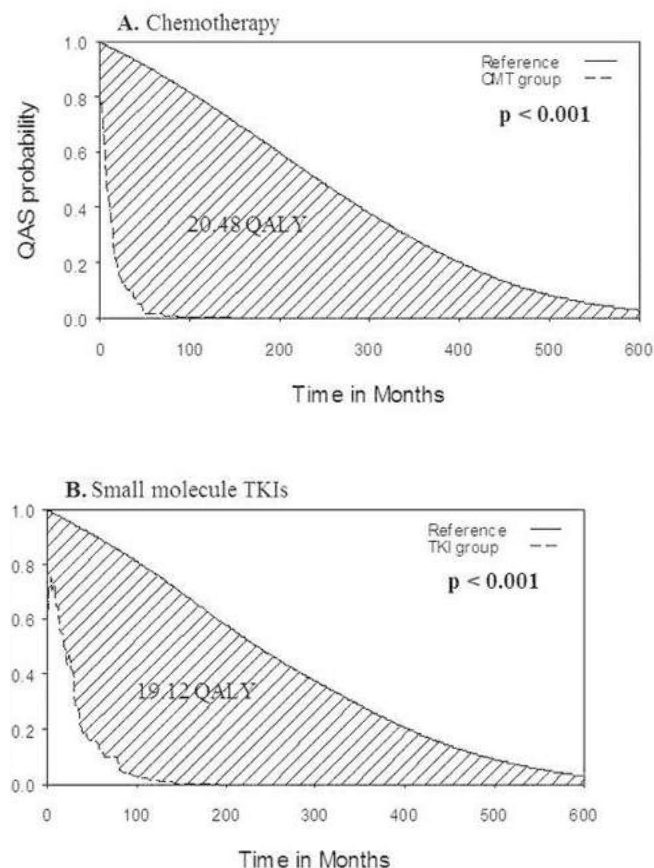 A. Chemotherapy
1.0
0.8
0.6
0.4
0.2
0.0
QAS probability
Reference
CMT group
p < 0.001
20.48 QALY
0 100 200 300 400 500 600
Time in Months
B. Small molecule TKIs
1.0
0.8
0.6
0.4
0.2
0.0
Reference
TKI group
p < 0.001
19.12 QALY
0 100 200 300 400 500 600
Time in Months